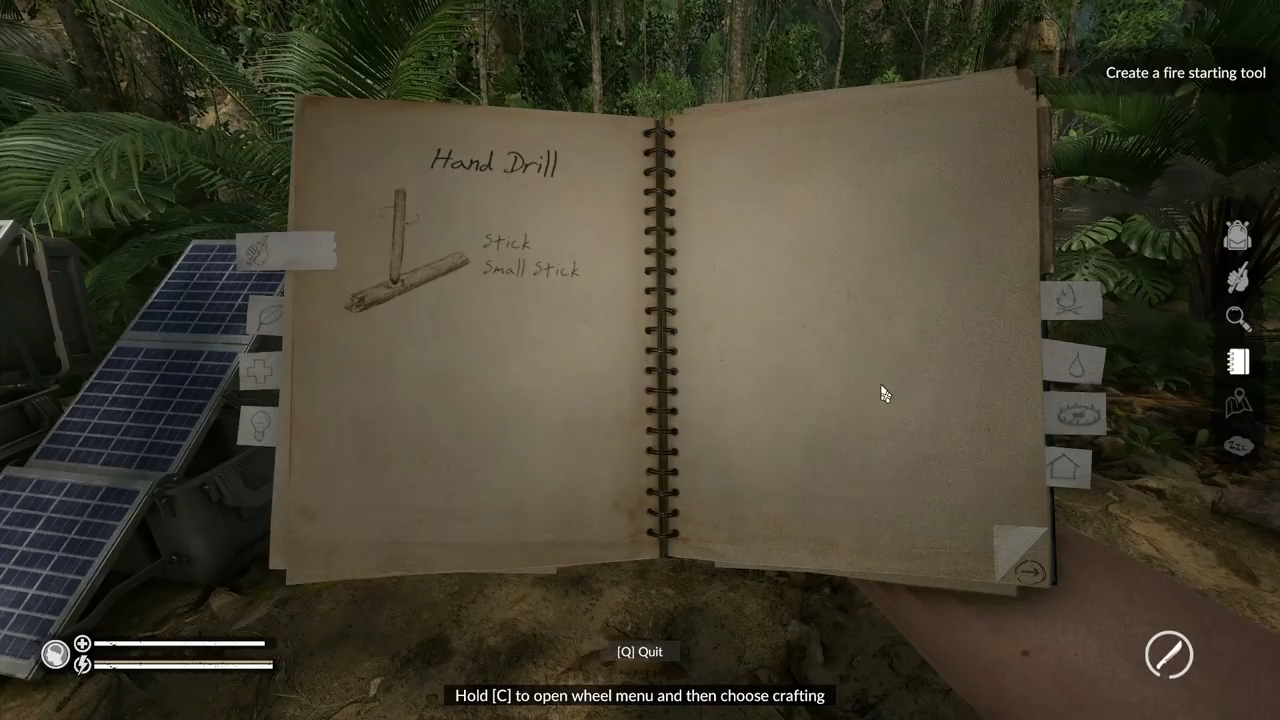 Create a fire starting tool
Hand Drill
Stick
Small Stick
Zzz
[Q] Quit
Hold [C] to open wheel menu and then choose crafting